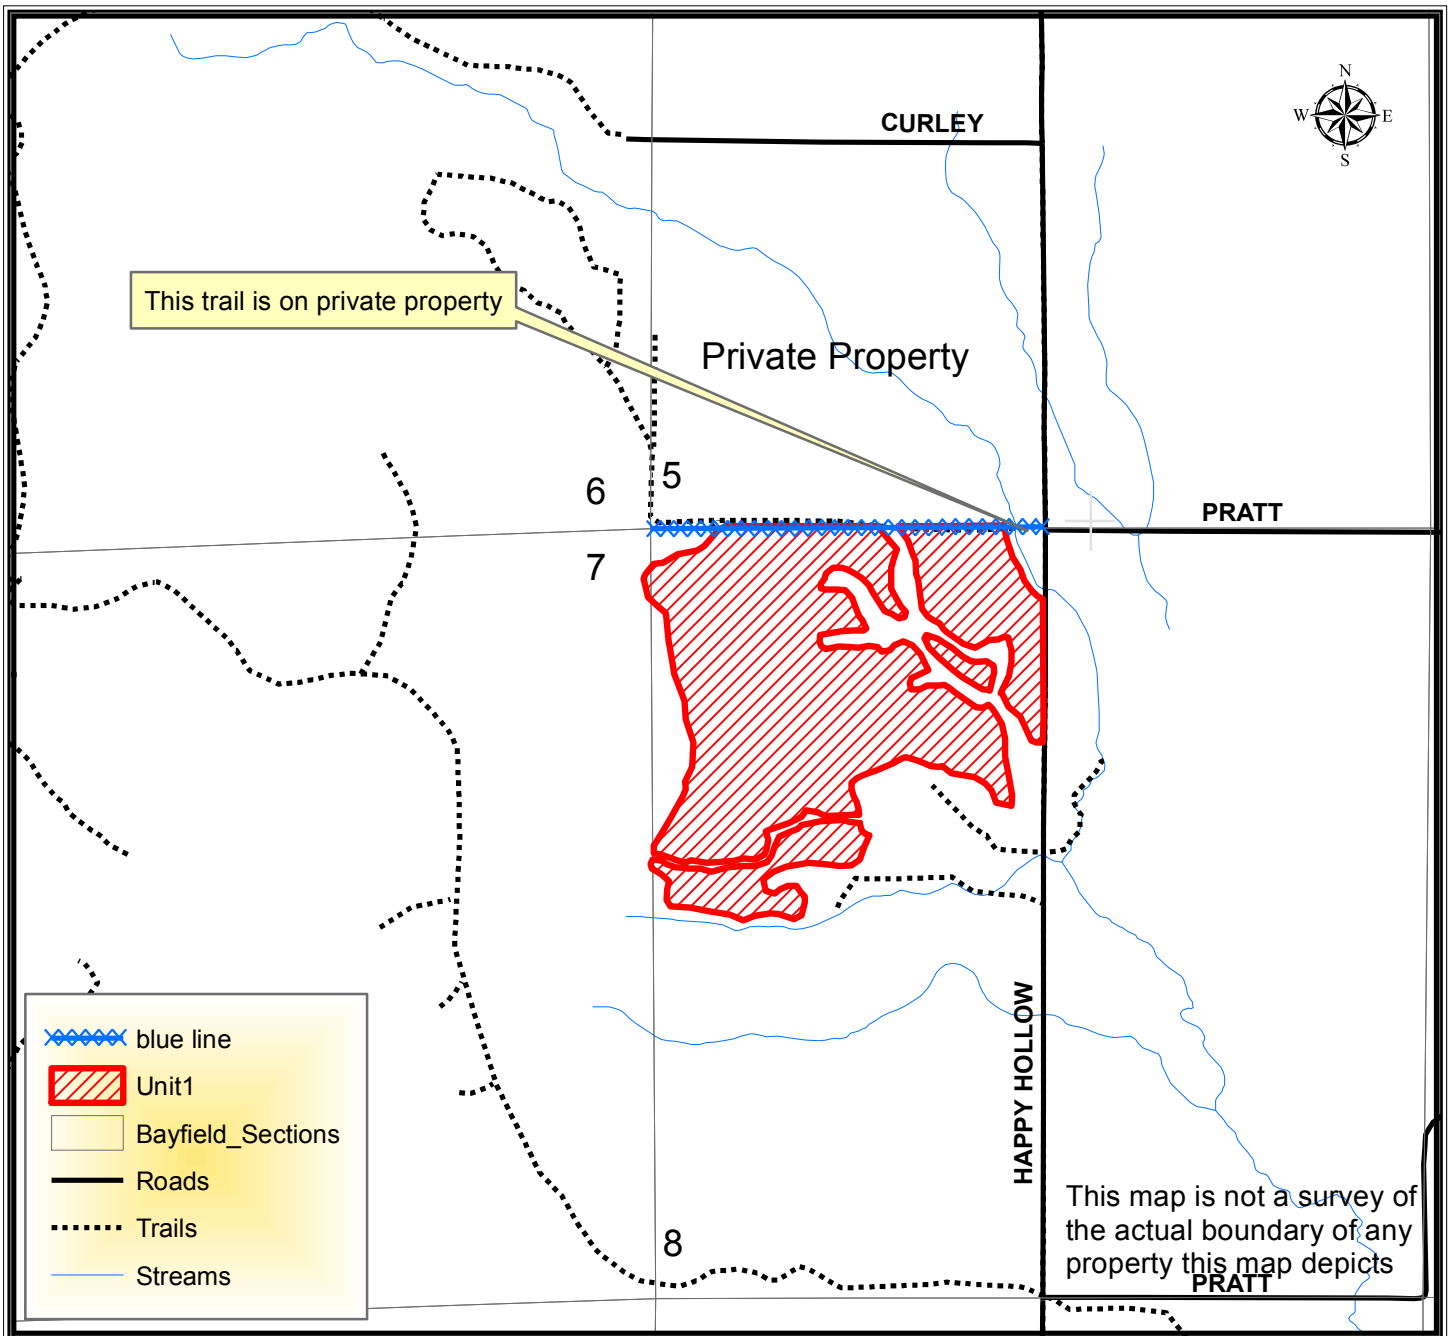 N
W E
S
CURLEY
This trail is on private property
Private Property
5
6
PRATT
7
HAPPY HOLLOW
blue line
Unit1
Bayfield_Sections
Roads
Trails
Streams
8
This map is not a survey of
the actual boundary of any
property this map depicts
PRATT